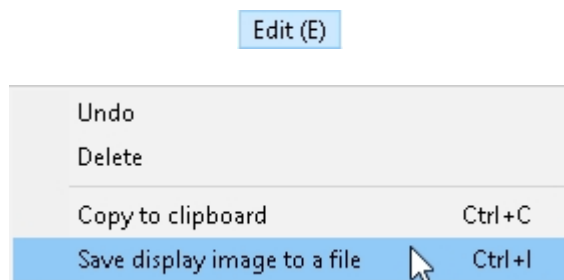 Edit (E)
Undo
Delete
Copy to clipboard Ctrl+C
Save display image to a file Ctrl+I